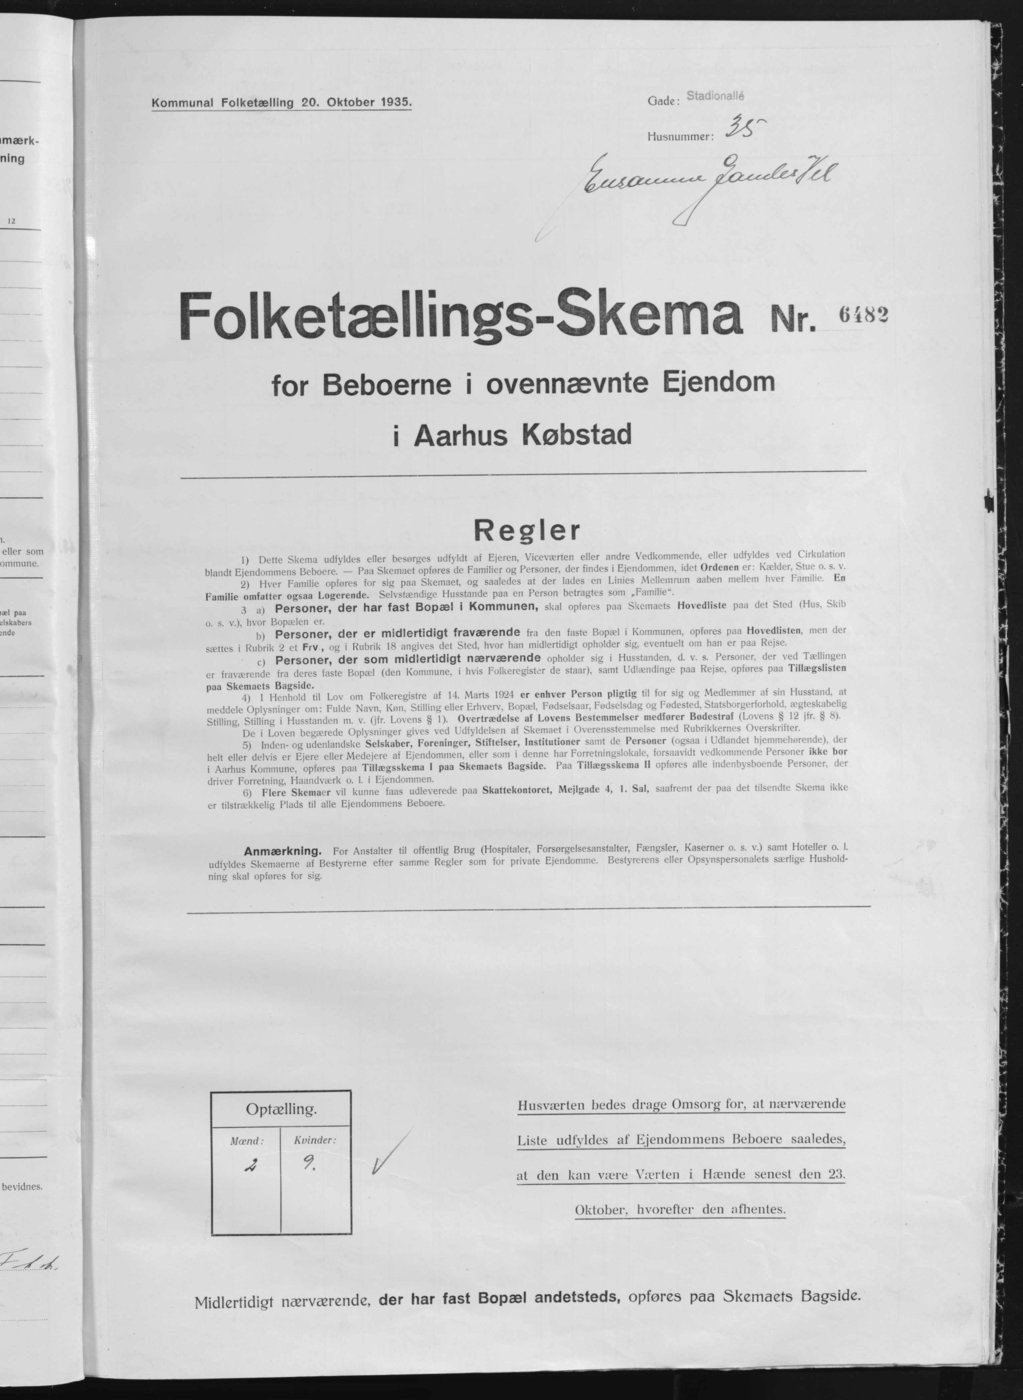 mærk-
ning
12
eller som
ommune.
æl paa
elskabers
ende
bevidnes.
Kommunal Folketælling 20. Oktober 1935.
Gade: Stadionallé
Husnummer: 35
Folketællings-Skema Nr. 6482
for Beboerne i ovennævnte Ejendom
i Aarhus Købstad
Regler
1) Dette Skema udfyldes eller besørges udfyldt af Ejeren, Viceværten eller andre Vedkommende, eller udfyldes ved Cirkulation
blandt Ejendommens Beboere. — Paa Skemaet opføres de Familier og Personer, der findes i Ejendommen, idet Ordenen er: Kælder, Stue o. s. v.
2) Hver Familie opføres for sig paa Skemaet, og saaledes at der lades en Linies Mellemrum aaben mellem hver Familie. En
Familie omfatter ogsaa Logerende. Selvstændige Husstande paa en Person betragtes som „Familie“.
3 a) Personer, der har fast Bopæl i Kommunen, skal opføres paa Skemaets Hovedliste paa det Sted (Hus, Skib
o. s. v.), hvor Bopælen er.
b) Personer, der er midlertidigt fraværende fra den faste Bopæl i Kommunen, opføres paa Hovedlisten, men der
sættes i Rubrik 2 et Frv., og i Rubrik 18 angives det Sted, hvor han midlertidigt opholder sig, eventuelt om han er paa Rejse.
c) Personer, der som midlertidigt nærværende opholder sig i Husstanden, d. v. s. Personer, der ved Tællingen
er fraværende fra deres faste Bopæl (den Kommune, i hvis Folkeregister de staar), samt Udlændinge paa Rejse, opføres paa Tillægslisten
paa Skemaets Bagside.
4) I Henhold til Lov om Folkeregistre af 14. Marts 1924 er enhver Person pligtig til for sig og Medlemmer af sin Husstand, at
meddele Oplysninger om: Fulde Navn, Køn, Stilling eller Erhverv, Bopæl, Fødselsaar, Fødselsdag og Fødested, Statsborgerforhold, ægteskabelig
Stilling, Stilling i Husstanden m. v. (jfr. Lovens § 1). Overtrædelse af Lovens Bestemmelser medfører Bødestraf (Lovens § 12 jfr. § 8).
De i Loven begærede Oplysninger gives ved Udfyldelsen af Skemaet i Overensstemmelse med Rubrikkernes Overskrifter.
5) Inden- og udenlandske Selskaber, Foreninger, Stiftelser, Institutioner samt de Personer (ogsaa i Udlandet hjemmehørende), der
helt eller delvis er Ejere eller Medejere af Ejendommen, eller som i denne har Forretningslokale, forsaavidt vedkommende Personer ikke bor
i Aarhus Kommune, opføres paa Tillægsskema I paa Skemaets Bagside. Paa Tillægsskema II opføres alle indenbysboende Personer, der
driver Forretning, Haandværk o. l. i Ejendommen.
6) Flere Skemaer vil kunne faas udleverede paa Skattekontoret, Mejlgade 4, 1. Sal, saafremt der paa det tilsendte Skema ikke
er tilstrækkelig Plads til alle Ejendommens Beboere.
Anmærkning. For Anstalter til offentlig Brug (Hospitaler, Forsørgelsesanstalter, Fængsler, Kaserner o. s. v.) samt Hoteller o. l.
udfyldes Skemaerne af Bestyrerne efter samme Regler som for private Ejendomme. Bestyrerens eller Opsynspersonalets særlige Hushold-
ning skal opføres for sig.
Optælling.
Mænd: Kvinder:
2 9.
Husværten bedes drage Omsorg for, at nærværende
Liste udfyldes af Ejendommens Beboere saaledes,
at den kan være Værten i Hænde senest den 23.
Oktober, hvorefter den afhentes.
Midlertidigt nærværende, der har fast Bopæl andetsteds, opføres paa Skemaets Bagside.